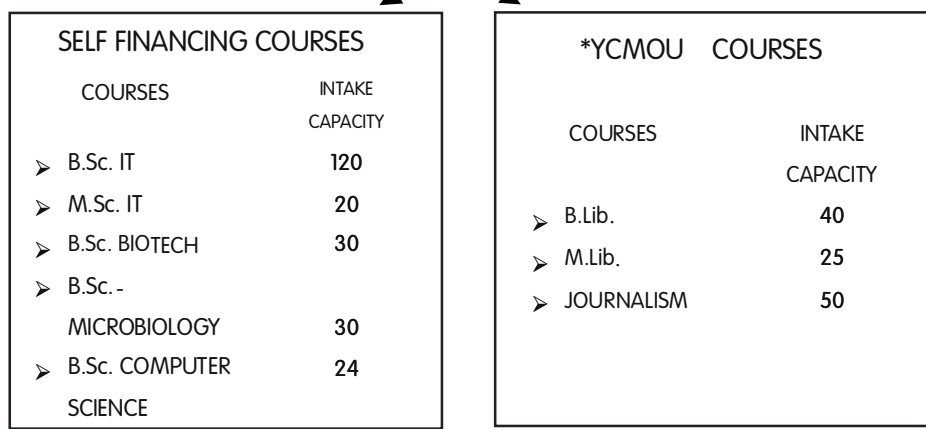 SELF FINANCING COURSES
COURSES INTAKE
CAPACITY
➢ B.Sc. IT 120
➢ M.Sc. IT 20
➢ B.Sc. BIOTECH 30
➢ B.Sc. -
MICROBIOLOGY 30
➢ B.Sc. COMPUTER 24
SCIENCE
*YCMOU COURSES
COURSES INTAKE
CAPACITY
➢ B.Lib. 40
➢ M.Lib. 25
➢ JOURNALISM 50